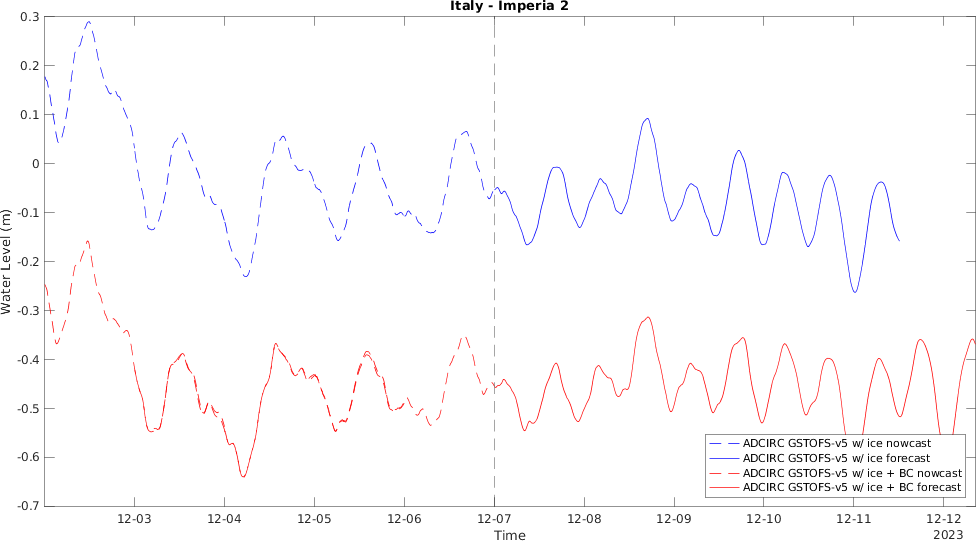 Italy - Imperia 2
0.3
0.2
0.1
0
-0.1
-0.2
-0.3
-0.4
-0.5
-0.6
-0.7
Water Level (m)
ADCIRC GSTOFS-v5 w/ ice nowcast
ADCIRC GSTOFS-v5 w/ ice forecast
ADCIRC GSTOFS-v5 w/ ice + BC nowcast
ADCIRC GSTOFS-v5 w/ ice + BC forecast
12-03 12-04 12-05 12-06 12-07 12-08 12-09 12-10 12-11 12-12
Time 2023